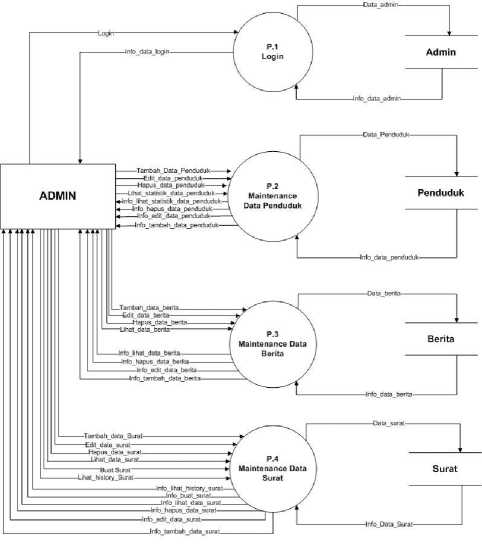 Data_admin
Login
P.1
Login
Admin
Info_data_login
Info_data_admin
Data_Penduduk
ADMIN
Tambah_Data_Penduduk
Edit_data_penduduk
Hapus_data_penduduk
Lihat_statistik_data_penduduk
Info_lihat_statistik_data_penduduk
Info_hapus_data_penduduk
Info_edit_data_penduduk
Info_tambah_data_penduduk
P.2
Maintenance
Data Penduduk
Penduduk
Info_data_penduduk
Data_berita
Tambah_data_berita
Edit_data_berita
Hapus_data_berita
Lihat_data_berita
P.3
Maintenance Data
Berita
Berita
Info_lihat_data_berita
Info_hapus_data_berita
Info_edit_data_berita
Info_tambah_data_berita
Info_data_berita
Data_surat
Tambah_data_Surat
Edit_data_surat
Hapus_data_surat
Lihat_data_surat
Buat Surat
Lihat_history_Surat
P.4
Maintenance Data
Surat
Surat
Info_lihat_history_surat
Info_buat_surat
Info_lihat_data_surat
Info_hapus_data_surat
Info_edit_data_surat
Info_tambah_data_surat
Info_Data_Surat